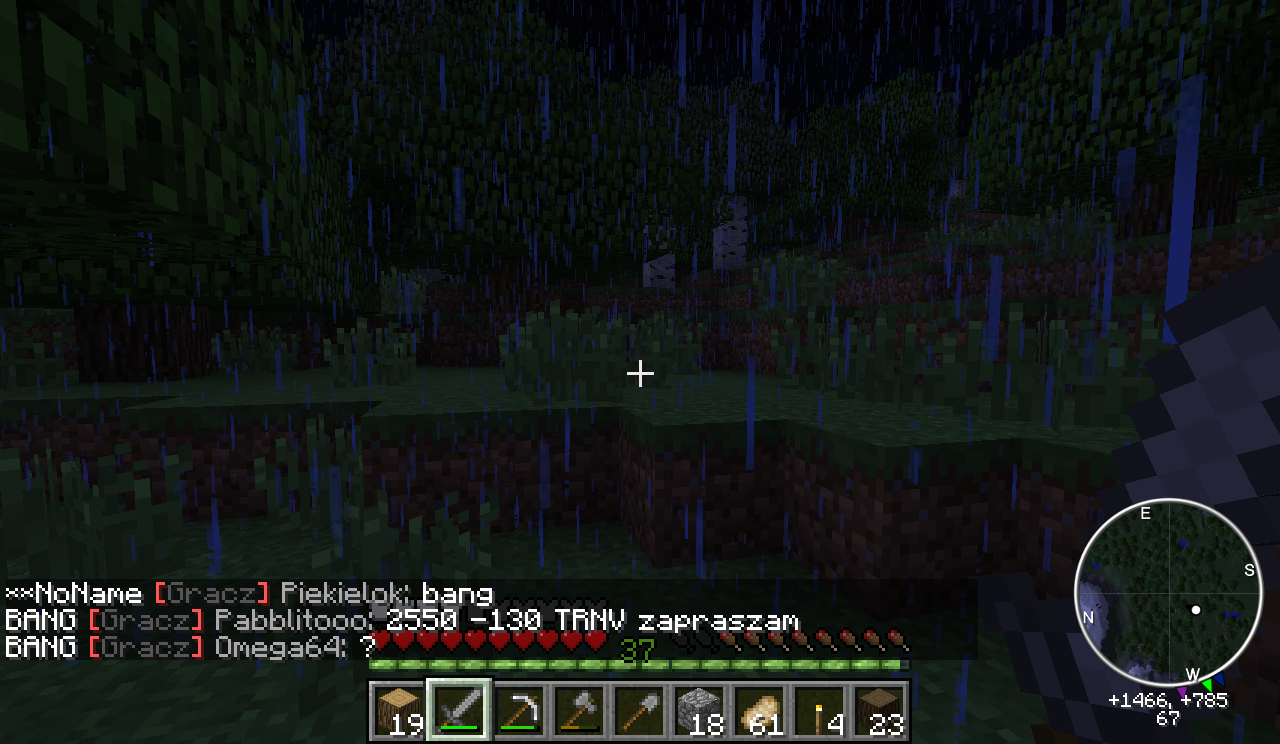 ××NoName [Gracz] Piekielok: bang
BANG [Gracz] Pabblitooo: 2550 -130 TRNV zapraszam
BANG [Gracz] Omega64: ?
37
19 18 61 4 23
E
S
N
W
+1466, +785
67